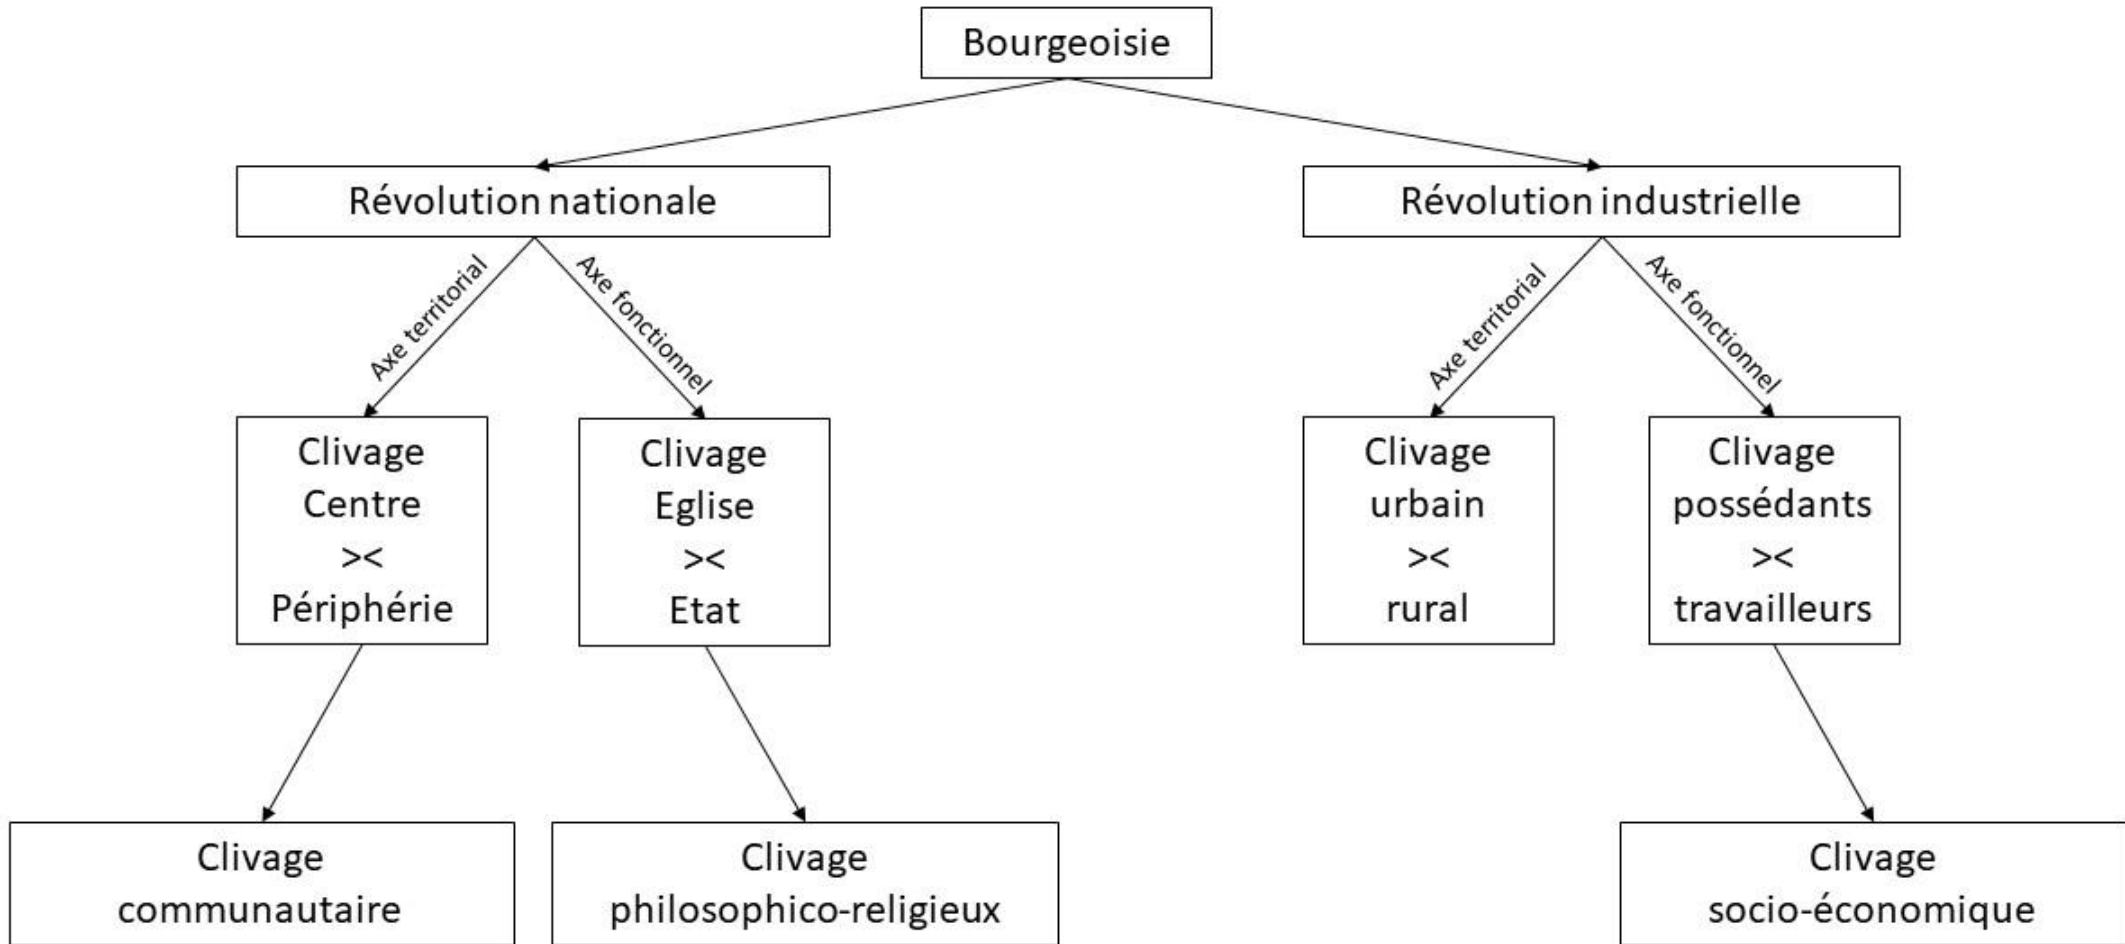 Bourgeoisie
Révolution nationale
Révolution industrielle
Axe territorial
Axe fonctionnel
Axe territorial
Axe fonctionnel
Clivage
Centre
><
Périphérie
Clivage
Eglise
><
Etat
Clivage
urbain
><
rural
Clivage
possédants
><
travailleurs
Clivage
communautaire
Clivage
philosophico-religieux
Clivage
socio-économique